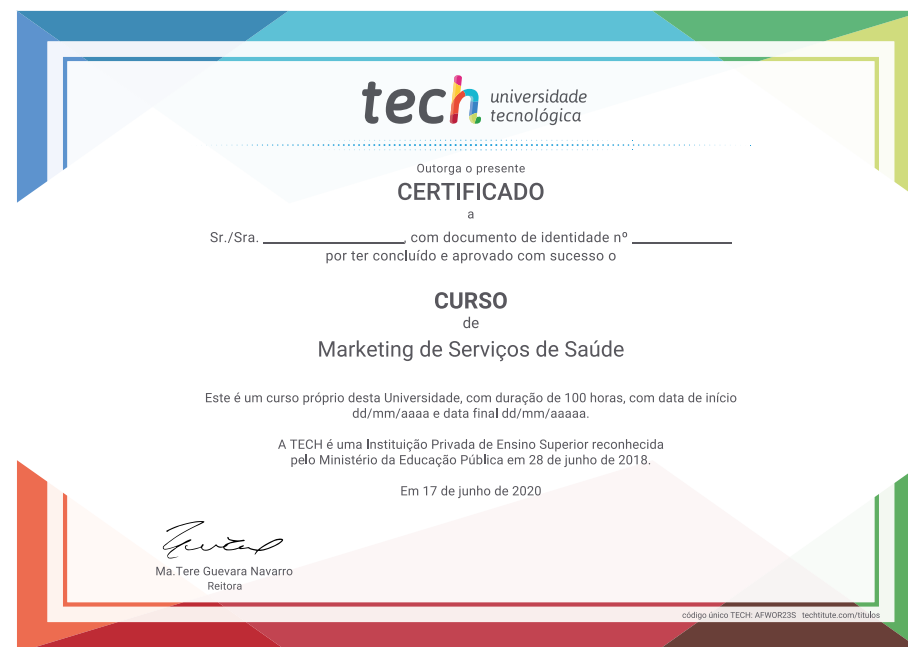 tech universidade
tecnológica
Outorga o presente
CERTIFICADO
a
Sr./Sra. ____________, com documento de identidade nº ____________
por ter concluído e aprovado com sucesso o
CURSO
de
Marketing de Serviços de Saúde
Este é um curso próprio desta Universidade, com duração de 100 horas, com data de início
dd/mm/aaaa e data final dd/mm/aaaaa.
A TECH é uma Instituição Privada de Ensino Superior reconhecida
pelo Ministério da Educação Pública em 28 de junho de 2018.
Em 17 de junho de 2020
Ma.Tere Guevara Navarro
Reitora
código único TECH: AFWOR23S techtitute.com/titulos